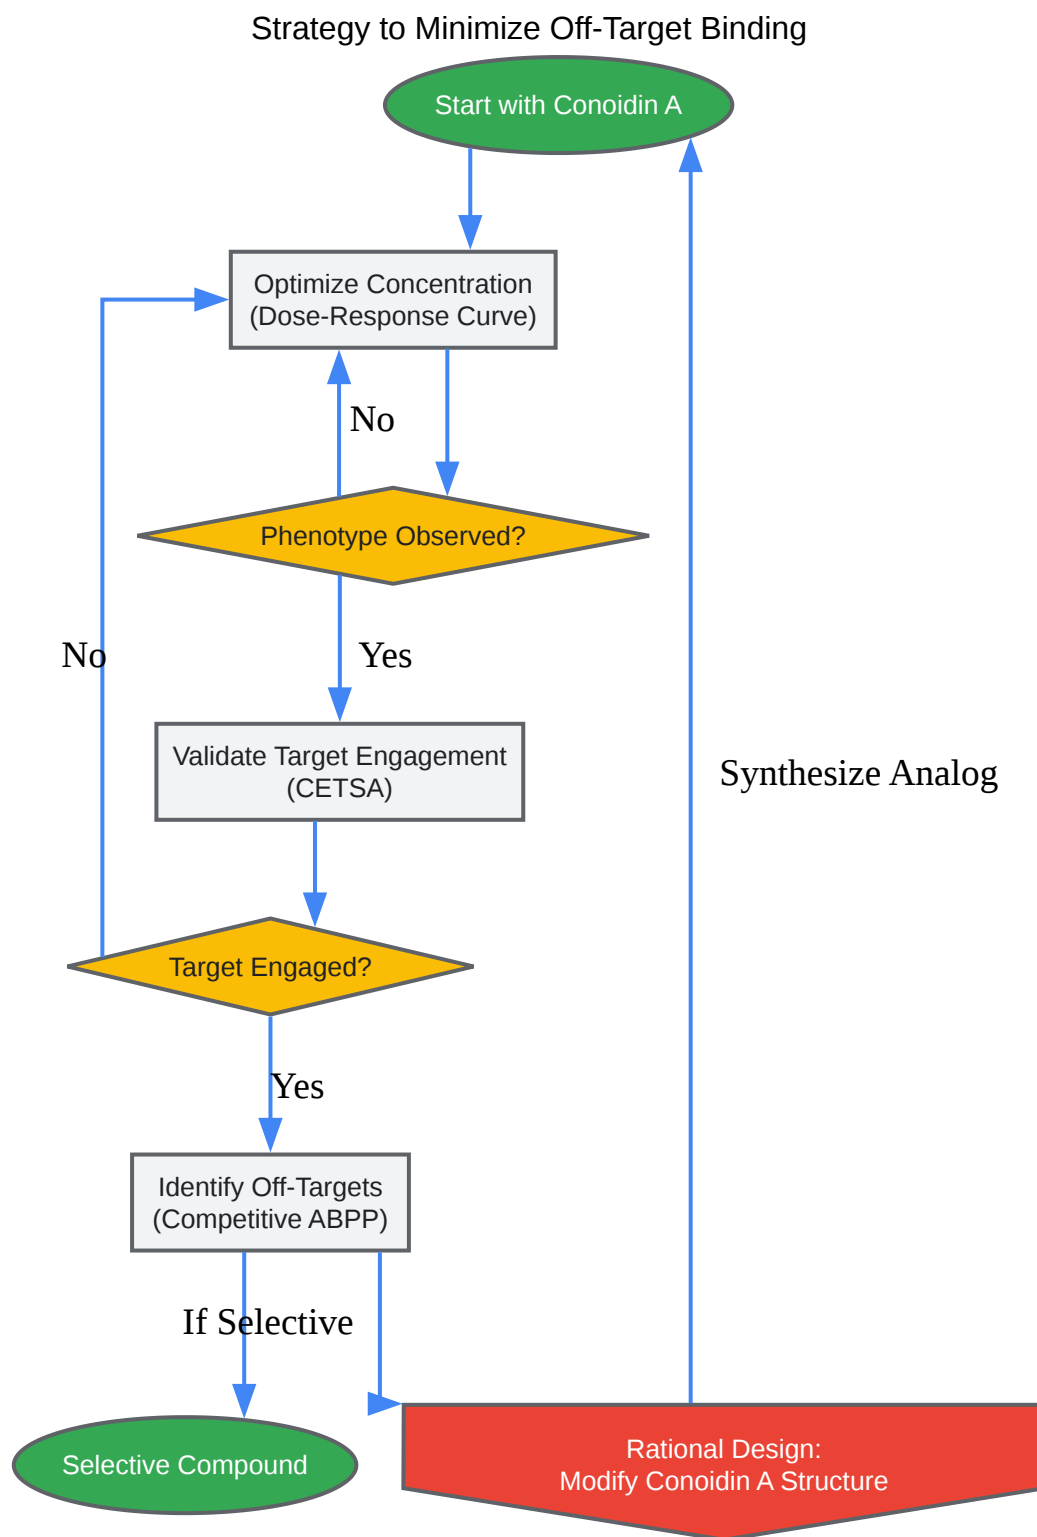 Strategy to Minimize Off-Target Binding
Start with Conoidin A
Optimize Concentration
(Dose-Response Curve)
No
Phenotype Observed?
No
Yes
Validate Target Engagement
(CETSA)
Synthesize Analog
Target Engaged?
Yes
Identify Off-Targets
(Competitive ABPP)
If Selective
Selective Compound
Rational Design:
Modify Conoidin A Structure